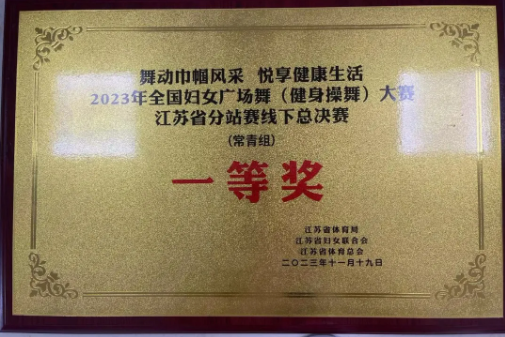 舞动巾帼风采 悦享健康生活
2023年全国妇女广场舞（健身操舞）大赛
江苏省分站赛线下总决赛
（常青组）
一等奖
江苏省体育局
江苏省妇女联合会
江苏省体育总会
二〇二三年十一月十九日